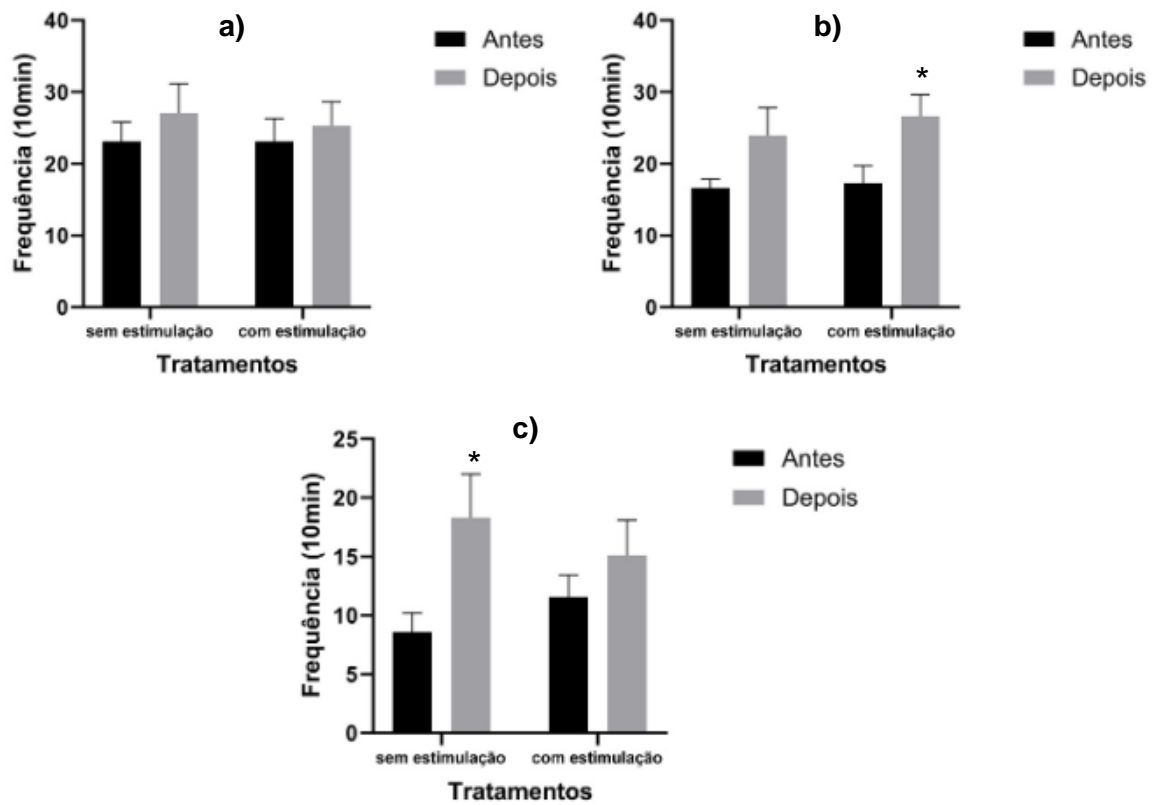 a)
40
30
20
10
0
Frequência (10min)
sem estimulação
com estimulação
Tratamentos
Antes
Depois
b)
40
30
20
10
0
Frequência (10min)
*
sem estimulação
com estimulação
Tratamentos
Antes
Depois
c)
25
20
15
10
5
0
Frequência (10min)
*
sem estimulação
com estimulação
Tratamentos
Antes
Depois